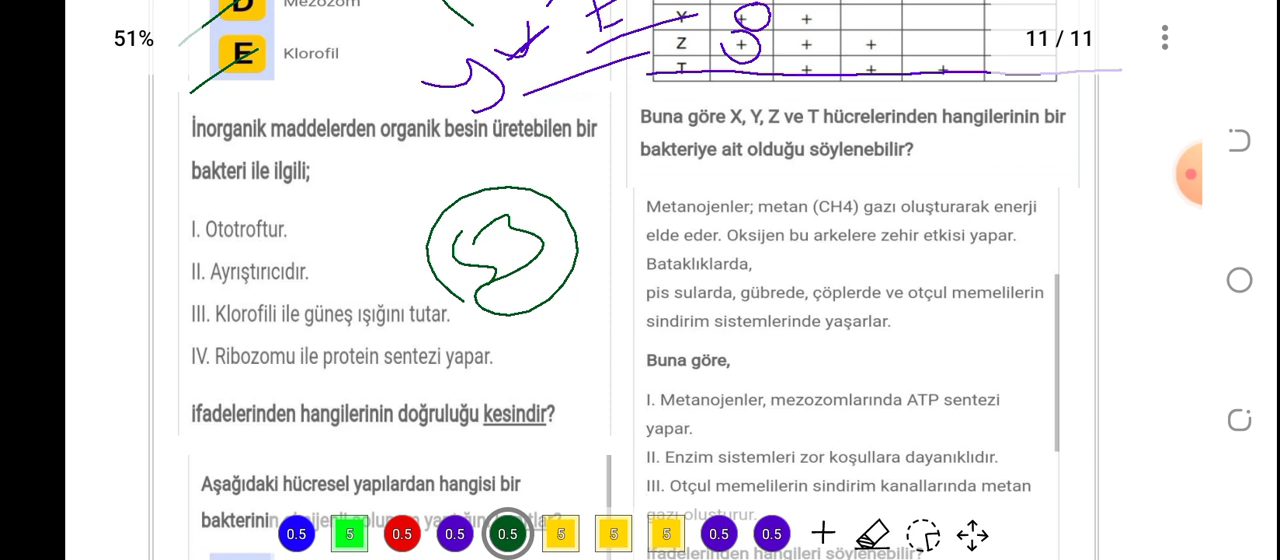 51%
D
Mezozom
E
Klorofil
Y + +
Z + + +
T + + +
11 / 11
İnorganik maddelerden organik besin üretebilen bir
bakteri ile ilgili;
I. Ototroftur.
II. Ayrıştırıcıdır.
III. Klorofili ile güneş ışığını tutar.
IV. Ribozomu ile protein sentezi yapar.
ifadelerinden hangilerinin doğruluğu kesindir?
Aşağıdaki hücresel yapılardan hangisi bir
bakterinin
Buna göre X, Y, Z ve T hücrelerinden hangilerinin bir
bakteriye ait olduğu söylenebilir?
Metanojenler; metan (CH4) gazı oluşturarak enerji
elde eder. Oksijen bu arkelere zehir etkisi yapar.
Bataklıklarda,
pis sularda, gübrede, çöplerde ve otçul memelilerin
sindirim sistemlerinde yaşarlar.
Buna göre,
I. Metanojenler, mezozomlarında ATP sentezi
yapar.
II. Enzim sistemleri zor koşullara dayanıklıdır.
III. Otçul memelilerin sindirim kanallarında metan
gazı oluşturur.
ifadelerinden hangileri söylenebilir?
0.5 5 0.5 0.5 0.5 5 5 5 0.5 0.5